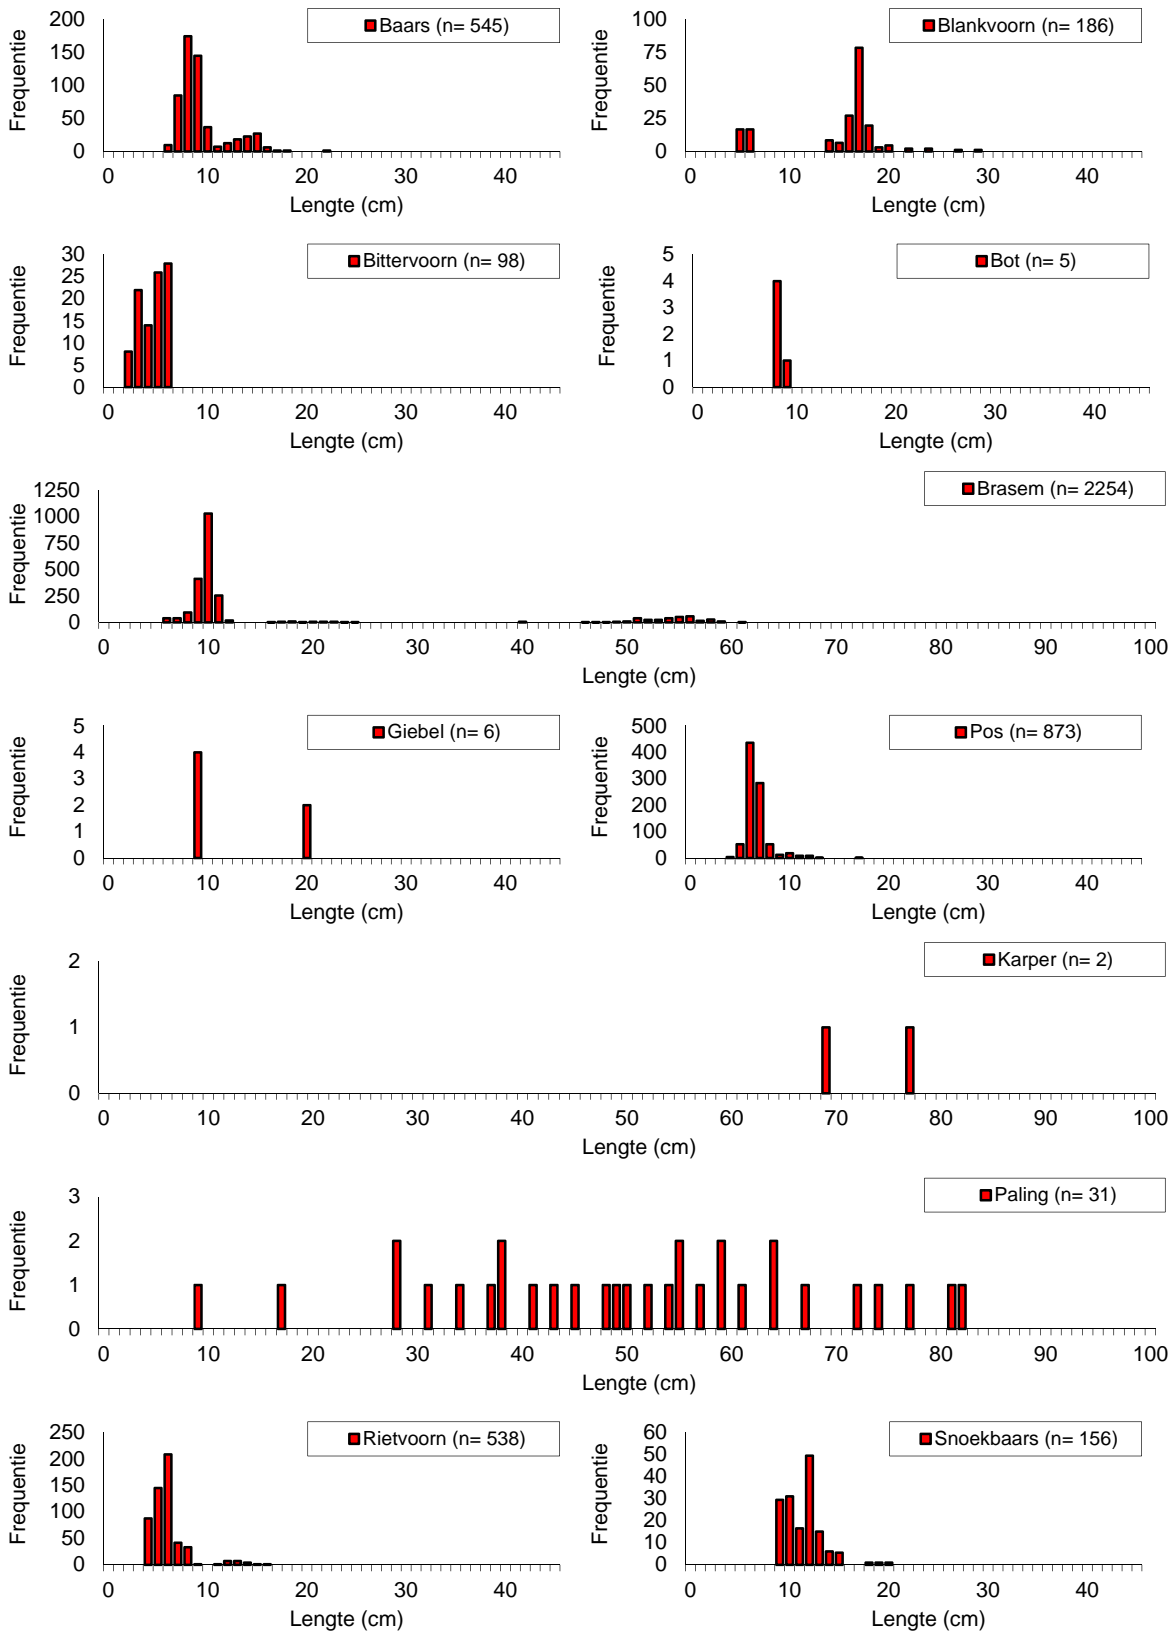 Baars (n= 545)
Frequentie
200
150
100
50
0
0 10 20 30 40
Lengte (cm)
Blankvoorn (n= 186)
Frequentie
100
75
50
25
0
0 10 20 30 40
Lengte (cm)
Bittervoorn (n= 98)
Frequentie
30
25
20
15
10
5
0
0 10 20 30 40
Lengte (cm)
Bot (n= 5)
Frequentie
5
4
3
2
1
0
0 10 20 30 40
Lengte (cm)
Brasem (n= 2254)
Frequentie
1250
1000
750
500
250
0
0 10 20 30 40 50 60 70 80 90 100
Lengte (cm)
Giebel (n= 6)
Frequentie
5
4
3
2
1
0
0 10 20 30 40
Lengte (cm)
Pos (n= 873)
Frequentie
500
400
300
200
100
0
0 10 20 30 40
Lengte (cm)
Karper (n= 2)
Frequentie
2
1
0
0 10 20 30 40 50 60 70 80 90 100
Lengte (cm)
Paling (n= 31)
Frequentie
3
2
1
0
0 10 20 30 40 50 60 70 80 90 100
Lengte (cm)
Rietvoorn (n= 538)
Frequentie
250
200
150
100
50
0
0 10 20 30 40
Lengte (cm)
Snoekbaars (n= 156)
Frequentie
60
50
40
30
20
10
0
0 10 20 30 40
Lengte (cm)